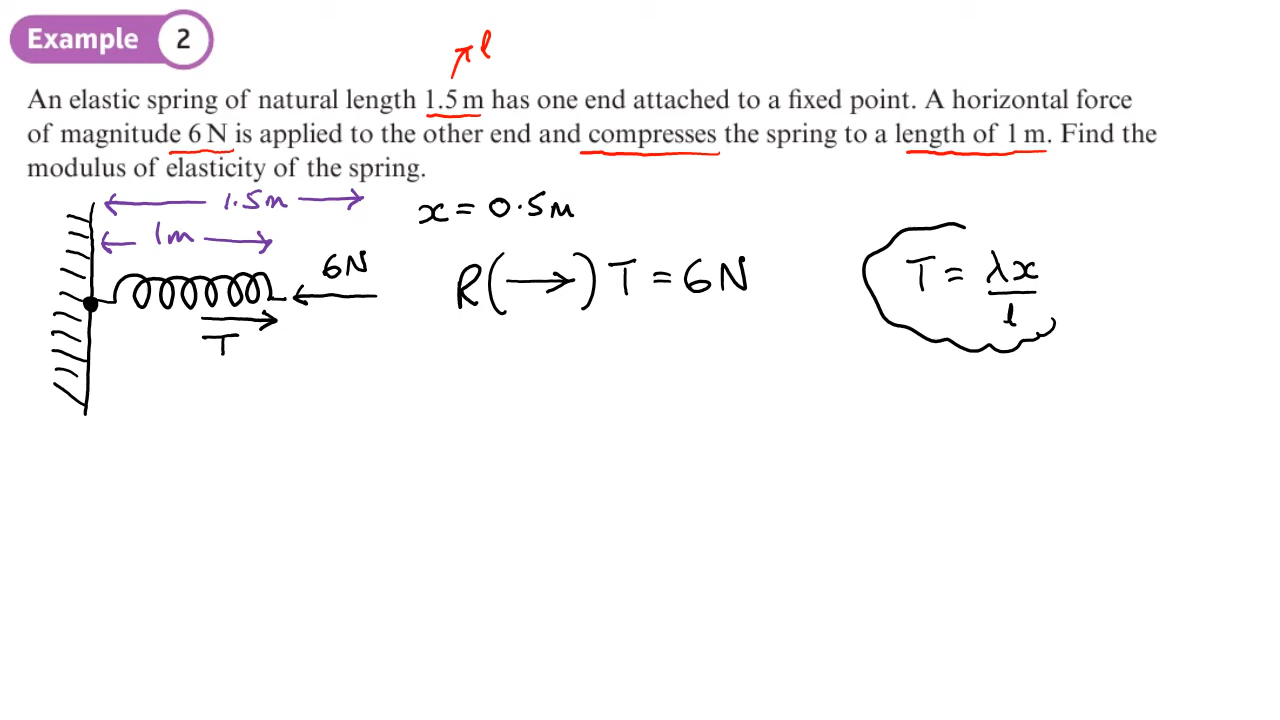 Example 2
l
An elastic spring of natural length 1.5 m has one end attached to a fixed point. A horizontal force
of magnitude 6 N is applied to the other end and compresses the spring to a length of 1 m. Find the
modulus of elasticity of the spring.
1.5m
x = 0.5m
1m
6N
R(→) T = 6N
T = λx/l
T